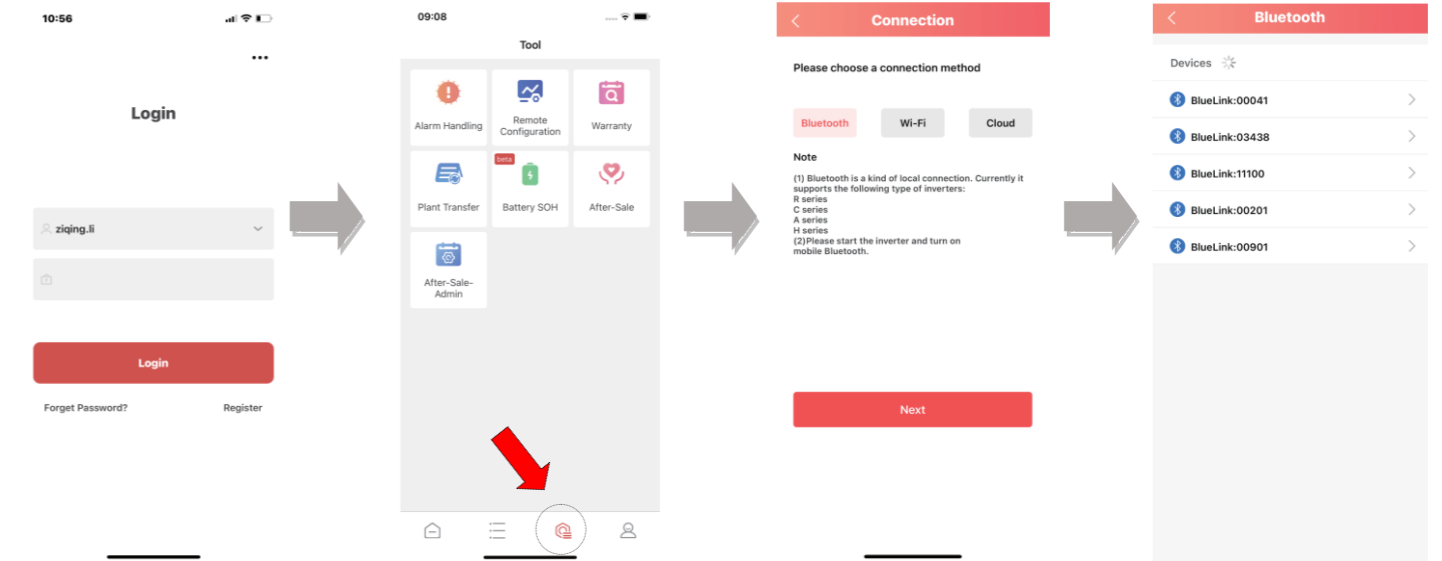 10:56
...
Login
ziqing.li
Login
Forget Password?
Register
09:08
Tool
Alarm Handling
Remote
Configuration
Warranty
Plant Transfer
beta
Battery SOH
After-Sale
After-Sale-
Admin
Connection
Please choose a connection method
Bluetooth
Wi-Fi
Cloud
Note
(1) Bluetooth is a kind of local connection. Currently it
supports the following type of inverters:
R series
C series
A series
H series
(2)Please start the inverter and turn on
mobile Bluetooth.
Next
Bluetooth
Devices
BlueLink:00041
BlueLink:03438
BlueLink:11100
BlueLink:00201
BlueLink:00901